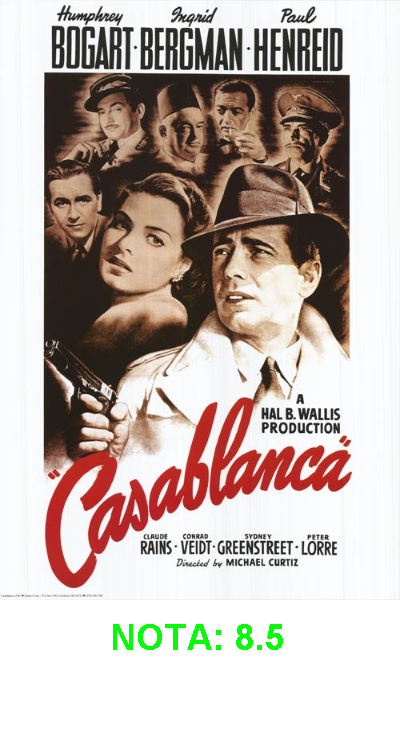 Humphrey Ingrid Paul
BOGART · BERGMAN · HENREID
A
HAL B. WALLIS
PRODUCTION
"Casablanca"
CLAUDE CONRAD SYDNEY PETER
RAINS · VEIDT · GREENSTREET · LORRE
Directed by MICHAEL CURTIZ
NOTA: 8.5